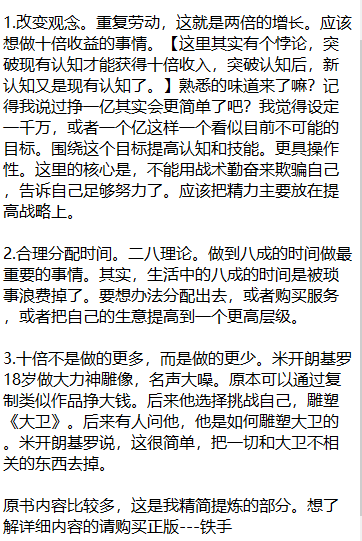 1.改变观念。重复劳动，这就是两倍的增长。应该
想做十倍收益的事情。【这里其实有个悖论，突
破现有认知才能获得十倍收入，突破认知后，新
认知又是现有认知了。】熟悉的味道来了嘛？记
得我说过挣一亿其实会更简单了吧？我觉得设定
一千万，或者一个亿这样一个看似目前不可能的
目标。围绕这个目标提高认知和技能。更具操作
性。这里的核心是，不能用战术勤奋来欺骗自己
，告诉自己足够努力了。应该把精力主要放在提
高战略上。
2.合理分配时间。二八理论。做到八成的时间做最
重要的事情。其实，生活中的八成的时间是被琐
事浪费掉了。要想办法分配出去，或者购买服务
，或者把自己的生意提高到一个更高层级。
3.十倍不是做的更多，而是做的更少。米开朗基罗
18岁做大力神雕像，名声大噪。原本可以通过复
制类似作品挣大钱。后来他选择挑战自己，雕塑
《大卫》。后来有人问他，他是如何雕塑大卫的
。米开朗基罗说，这很简单，把一切和大卫不相
关的东西去掉。
原书内容比较多，这是我精简提炼的部分。想了
解详细内容的请购买正版---铁手